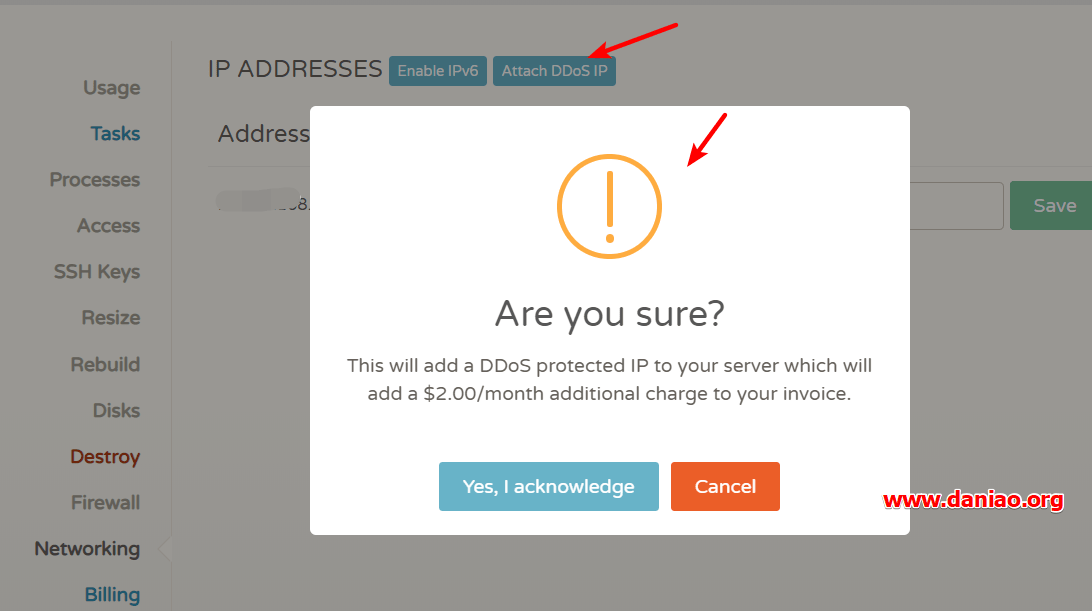 IP ADDRESSES
Enable IPv6
Attach DDoS IP
Usage
Tasks
Processes
Access
SSH Keys
Resize
Rebuild
Disks
Destroy
Firewall
Networking
Billing
Address
Save
Are you sure?
This will add a DDoS protected IP to your server which will
add a $2.00/month additional charge to your invoice.
Yes, I acknowledge
Cancel
www.daniao.org